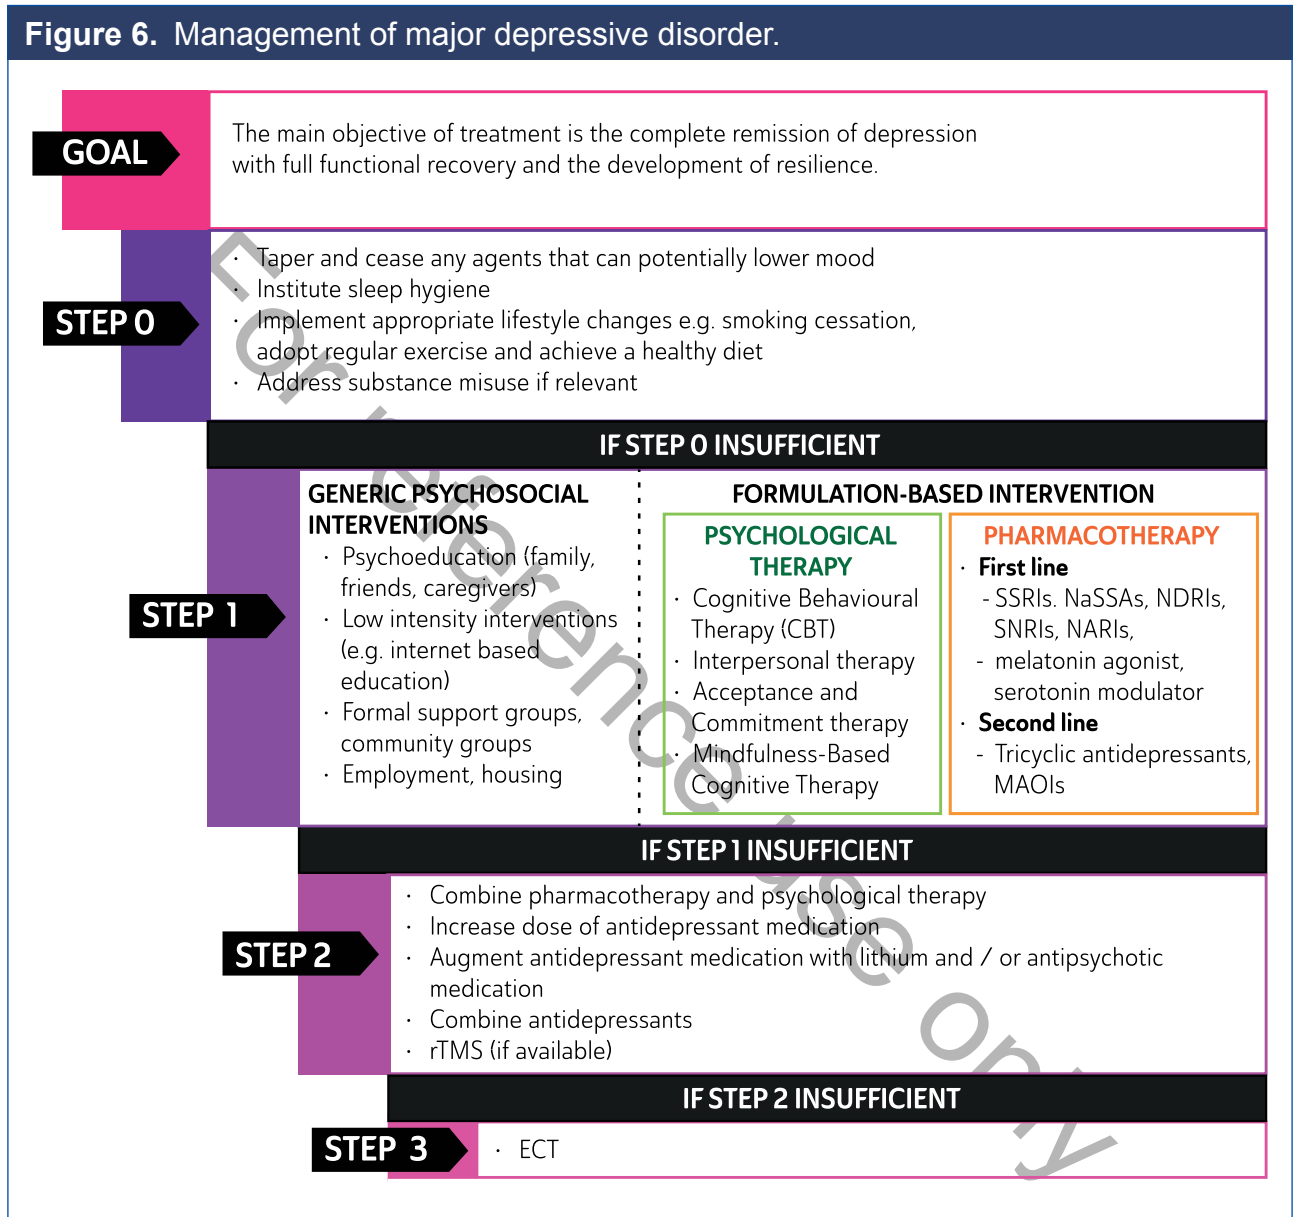 Figure 6. Management of major depressive disorder.
GOAL
The main objective of treatment is the complete remission of depression
with full functional recovery and the development of resilience.
STEP 0
· Taper and cease any agents that can potentially lower mood
· Institute sleep hygiene
· Implement appropriate lifestyle changes e.g. smoking cessation,
adopt regular exercise and achieve a healthy diet
· Address substance misuse if relevant
IF STEP 0 INSUFFICIENT
STEP 1
GENERIC PSYCHOSOCIAL
INTERVENTIONS
· Psychoeducation (family,
friends, caregivers)
· Low intensity interventions
(e.g. internet based
education)
· Formal support groups,
community groups
· Employment, housing
FORMULATION-BASED INTERVENTION
PSYCHOLOGICAL
THERAPY
· Cognitive Behavioural
Therapy (CBT)
· Interpersonal therapy
· Acceptance and
Commitment therapy
· Mindfulness-Based
Cognitive Therapy
PHARMACOTHERAPY
· First line
- SSRIs. NaSSAs, NDRIs,
SNRIs, NARIs,
- melatonin agonist,
serotonin modulator
· Second line
- Tricyclic antidepressants,
MAOIs
IF STEP 1 INSUFFICIENT
STEP 2
· Combine pharmacotherapy and psychological therapy
· Increase dose of antidepressant medication
· Augment antidepressant medication with lithium and / or antipsychotic
medication
· Combine antidepressants
· rTMS (if available)
IF STEP 2 INSUFFICIENT
STEP 3
· ECT
For reference use only